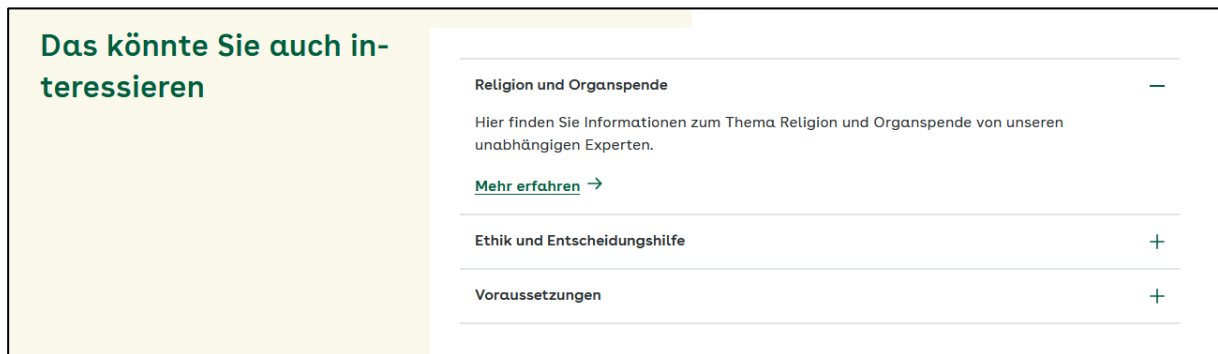 Das könnte Sie auch in-
teressieren
Religion und Organspende
Hier finden Sie Informationen zum Thema Religion und Organspende von unseren
unabhängigen Experten.
Mehr erfahren →
Ethik und Entscheidungshilfe
Voraussetzungen